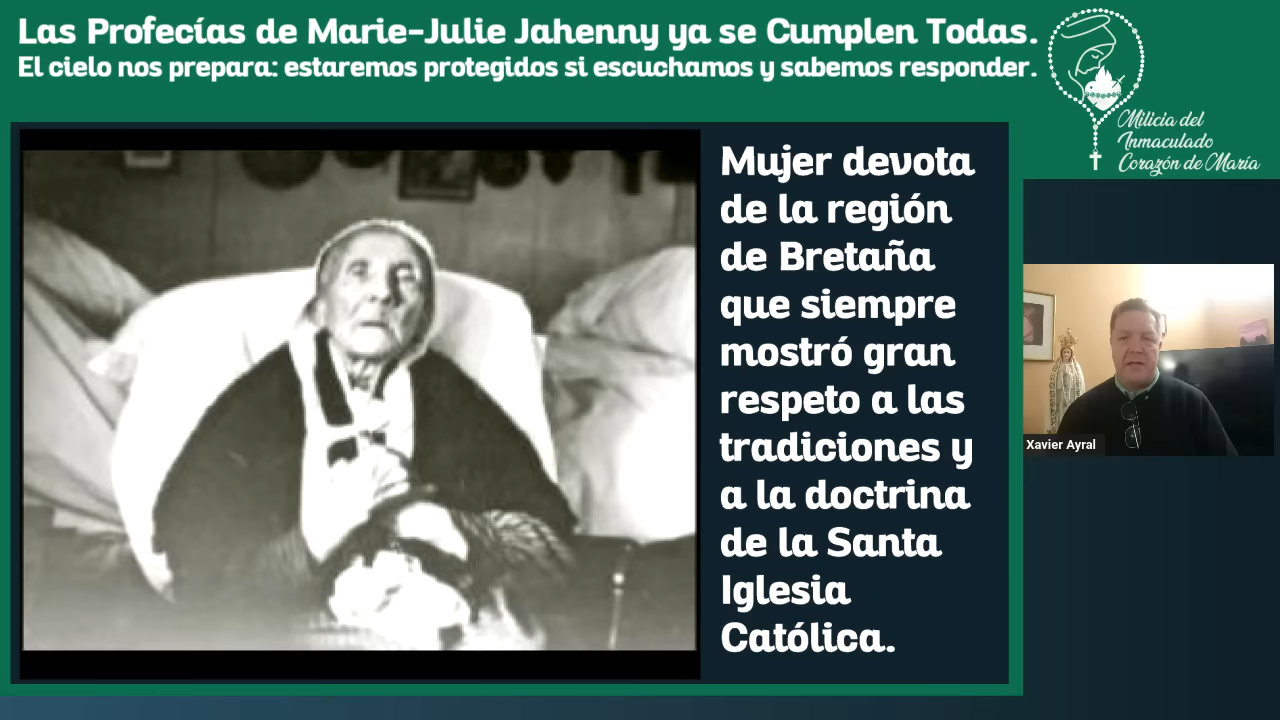 Las Profecías de Marie-Julie Jahenny ya se Cumplen Todas.
El cielo nos prepara: estaremos protegidos si escuchamos y sabemos responder.
Milicia del
Inmaculado
Corazón de María
Mujer devota
de la región
de Bretaña
que siempre
mostró gran
respeto a las
tradiciones y
a la doctrina
de la Santa
Iglesia
Católica.
Xavier Ayral